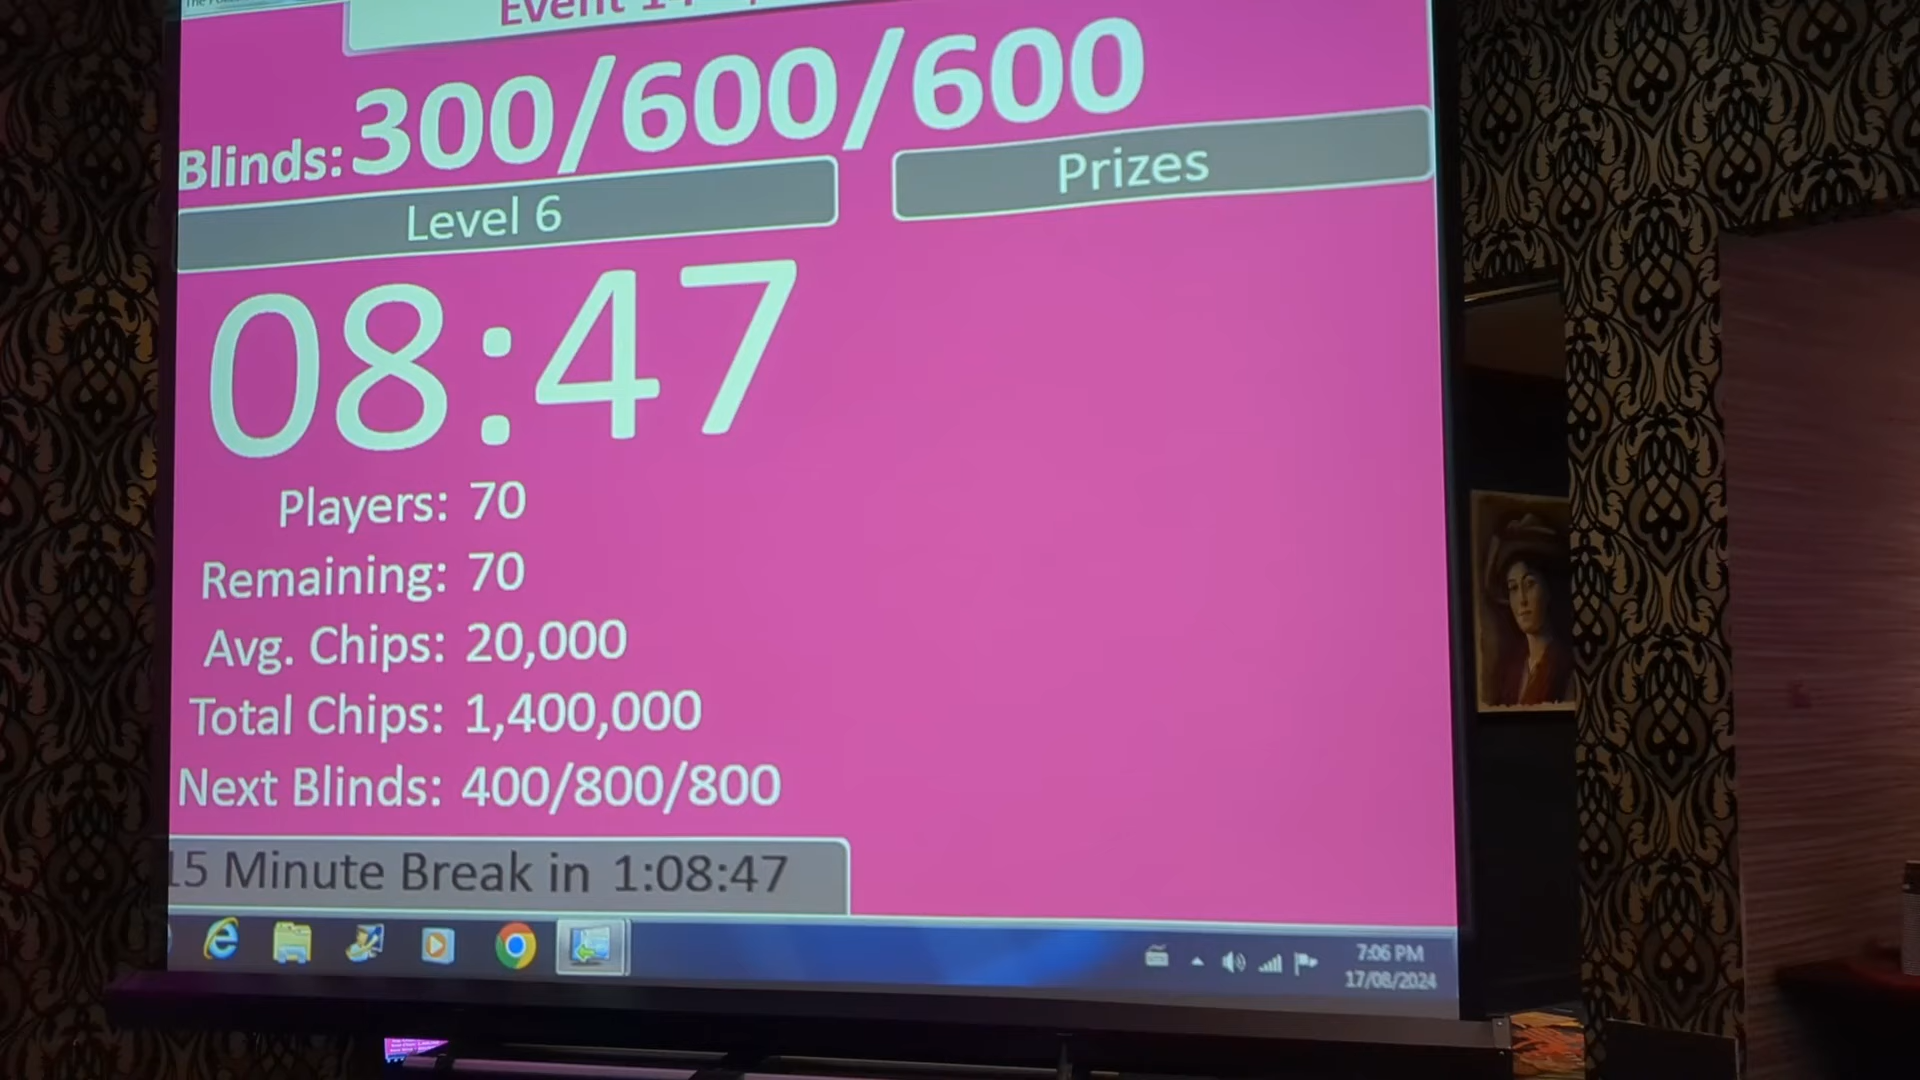 Event
Blinds: 300/600/600
Level 6
Prizes
08:47
Players: 70
Remaining: 70
Avg. Chips: 20,000
Total Chips: 1,400,000
Next Blinds: 400/800/800
15 Minute Break in 1:08:47
7:06 PM
17/08/2024